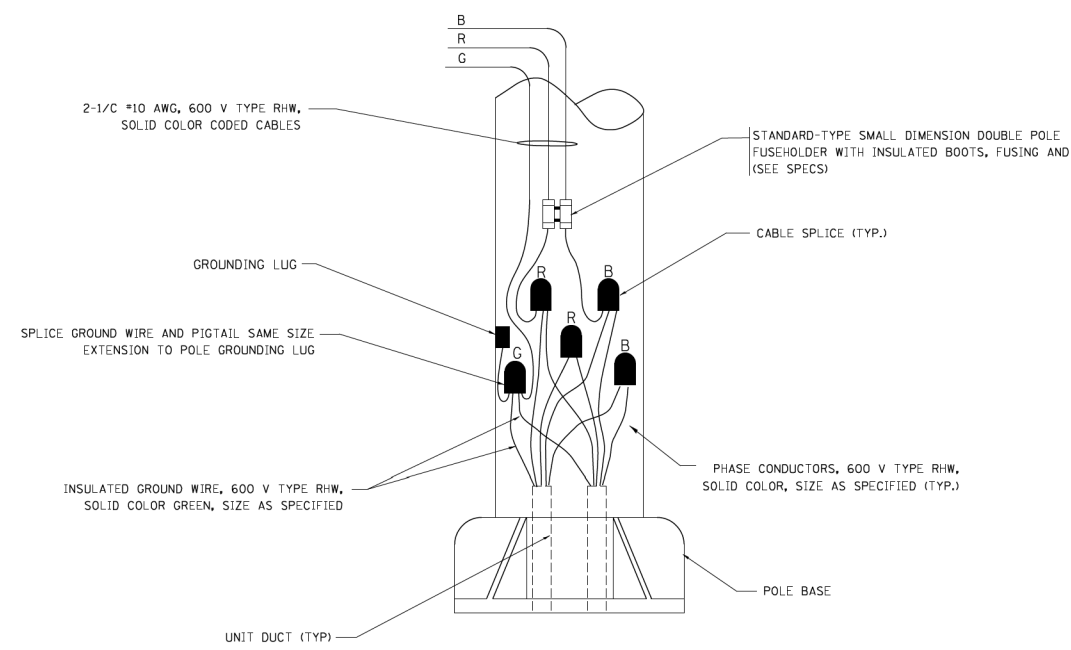 B
R
G
2-1/C #10 AWG, 600 V TYPE RHW,
SOLID COLOR CODED CABLES
STANDARD-TYPE SMALL DIMENSION DOUBLE POLE
FUSEHOLDER WITH INSULATED BOOTS, FUSING AND
(SEE SPECS)
CABLE SPLICE (TYP.)
GROUNDING LUG
R
B
R
SPLICE GROUND WIRE AND PIGTAIL SAME SIZE
EXTENSION TO POLE GROUNDING LUG
G
B
PHASE CONDUCTORS, 600 V TYPE RHW,
SOLID COLOR, SIZE AS SPECIFIED (TYP.)
INSULATED GROUND WIRE, 600 V TYPE RHW,
SOLID COLOR GREEN, SIZE AS SPECIFIED
POLE BASE
UNIT DUCT (TYP)